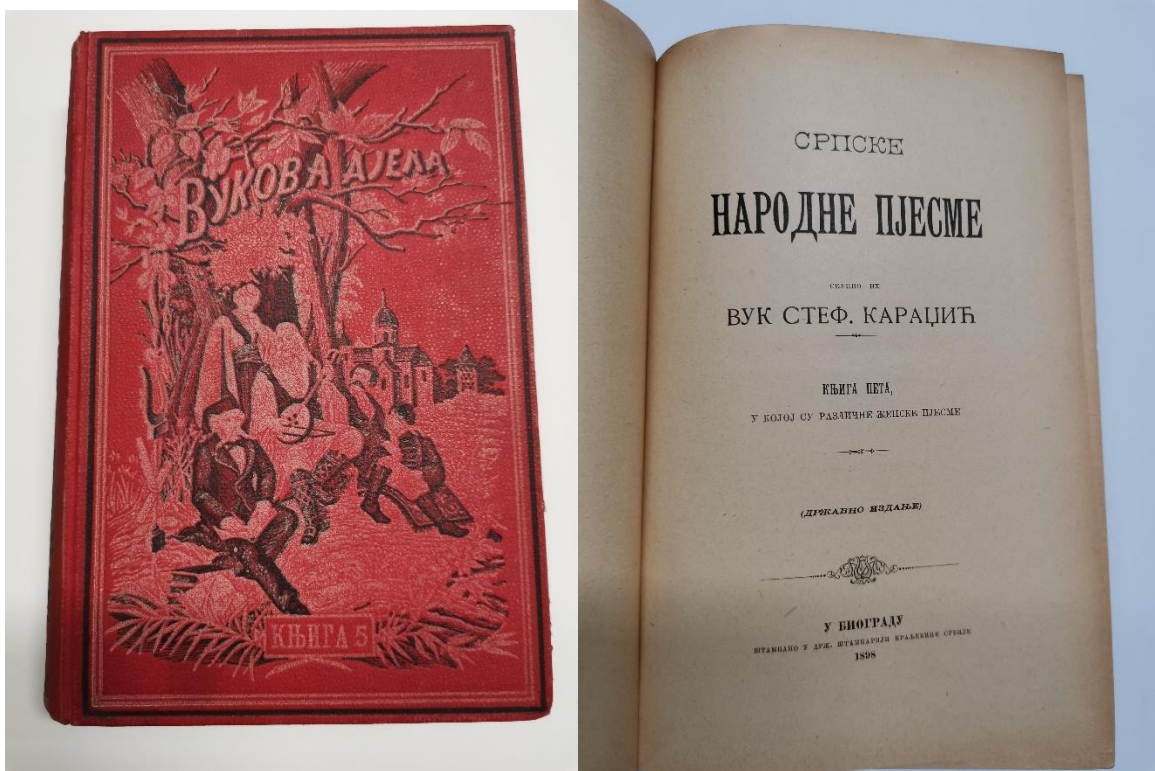 ВУКОВА ДЈЕЛА
КЊИГА 5
СРПСКЕ
НАРОДНЕ ПЈЕСМЕ
СКУПИО ИХ
ВУК СТЕФ. КАРАЏИЋ
КЊИГА ПЕТА,
У КОЈОЈ СУ РАЗЛИЧНЕ ЖЕНСКЕ ПЈЕСМЕ
(ДРЖАВНО ИЗДАЊЕ)
У БИОГРАДУ
ШТАМПАНО У ДРЖ. ШТАМПАРИЈИ КРАЉЕВИНЕ СРБИЈЕ
1898